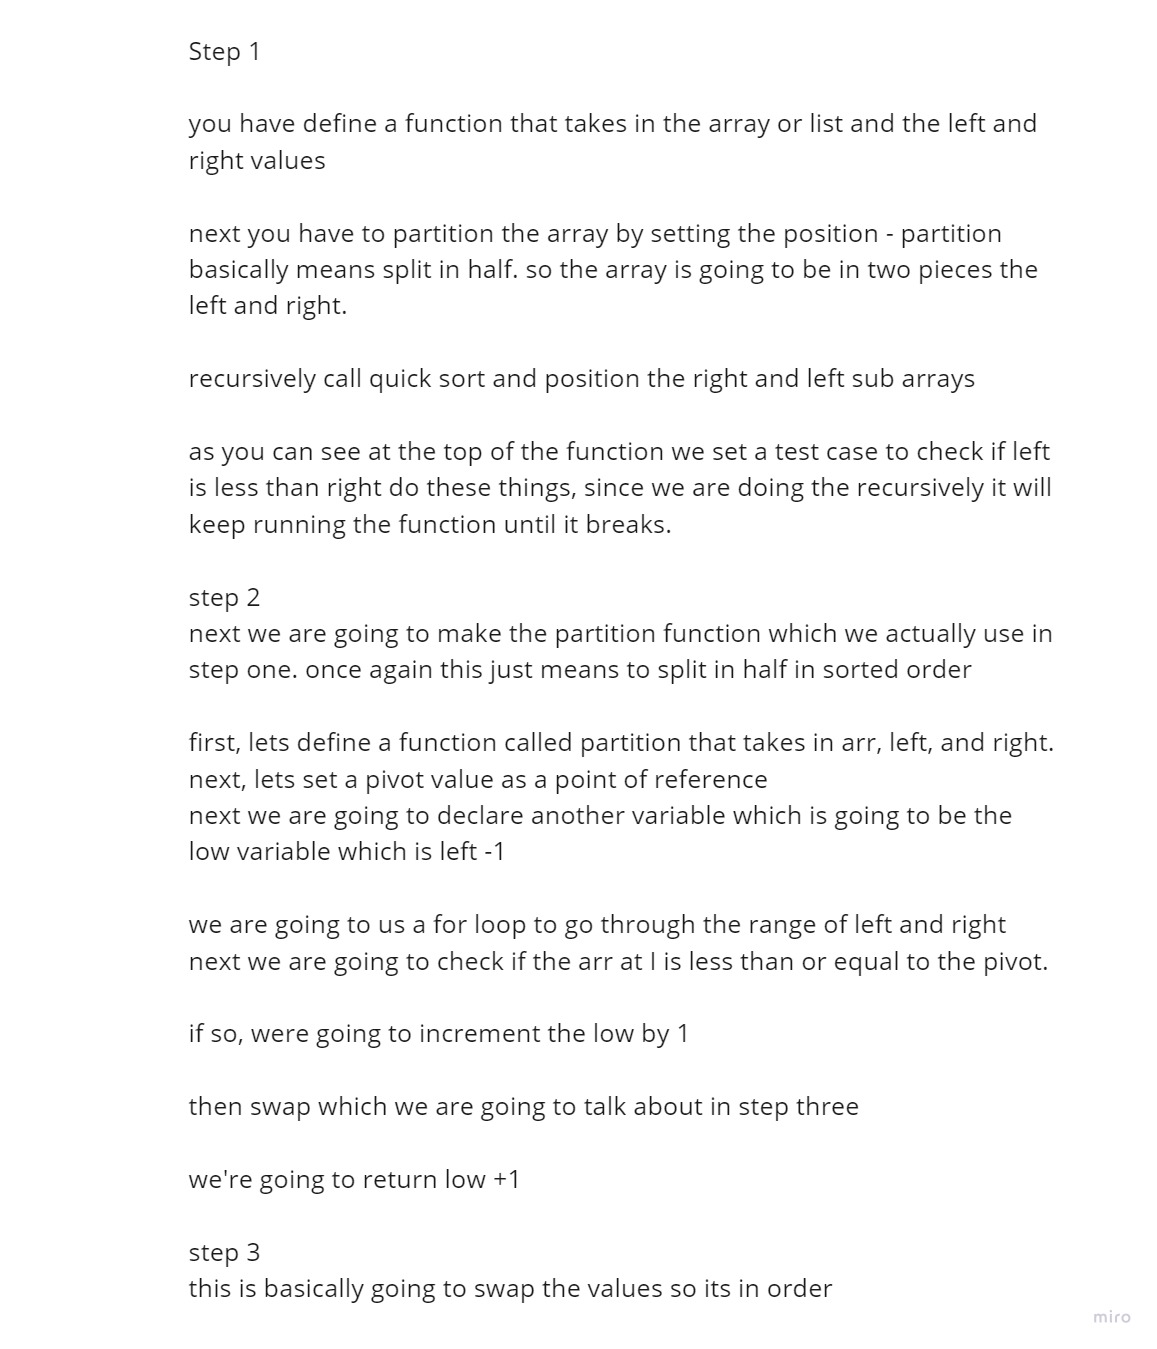 Step 1
you have define a function that takes in the array or list and the left and
right values
next you have to partition the array by setting the position - partition
basically means split in half. so the array is going to be in two pieces the
left and right.
recursively call quick sort and position the right and left sub arrays
as you can see at the top of the function we set a test case to check if left
is less than right do these things, since we are doing the recursively it will
keep running the function until it breaks.
step 2
next we are going to make the partition function which we actually use in
step one. once again this just means to split in half in sorted order
first, lets define a function called partition that takes in arr, left, and right.
next, lets set a pivot value as a point of reference
next we are going to declare another variable which is going to be the
low variable which is left -1
we are going to us a for loop to go through the range of left and right
next we are going to check if the arr at I is less than or equal to the pivot.
if so, were going to increment the low by 1
then swap which we are going to talk about in step three
we're going to return low +1
step 3
this is basically going to swap the values so its in order
miro